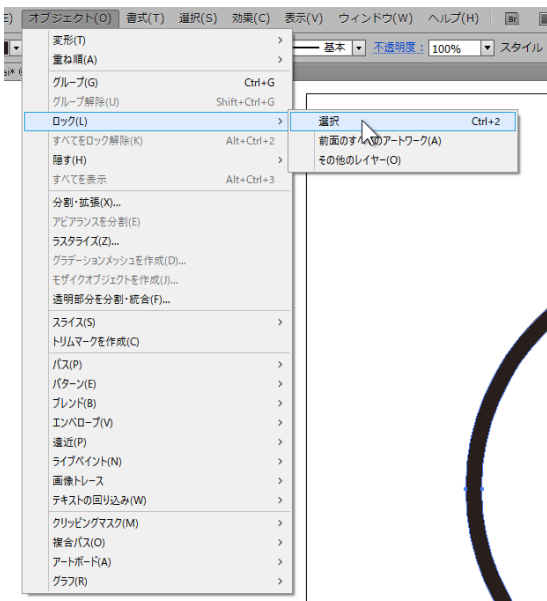 E) オブジェクト(O) 書式(T) 選択(S) 効果(C) 表示(V) ウィンドウ(W) ヘルプ(H) Br
基本 不透明度： 100% スタイル
ai*
変形(T)
重ね順(A)
グループ(G) Ctrl+G
グループ解除(U) Shift+Ctrl+G
ロック(L)
選択 Ctrl+2
すべてをロック解除(K) Alt+Ctrl+2
前面のすべてのアートワーク(A)
隠す(H)
その他のレイヤー(O)
すべてを表示 Alt+Ctrl+3
分割･拡張(X)...
アピアランスを分割(E)
ラスタライズ(Z)...
グラデーションメッシュを作成(D)...
モザイクオブジェクトを作成(J)...
透明部分を分割･統合(F)...
スライス(S)
トリムマークを作成(C)
パス(P)
パターン(E)
ブレンド(B)
エンベロープ(V)
遠近(P)
ライブペイント(N)
画像トレース
テキストの回り込み(W)
クリッピングマスク(M)
複合パス(O)
アートボード(A)
グラフ(R)